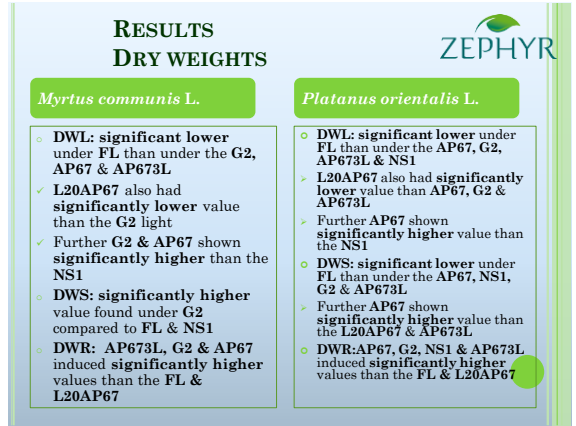 RESULTS
DRY WEIGHTS
ZEPHYR
Myrtus communis L.
DWL: significant lower
under FL than under the G2,
AP67 & AP673L
L20AP67 also had
significantly lower value
than the G2 light
Further G2 & AP67 shown
significantly higher than the
NS1
DWS: significantly higher
value found under G2
compared to FL & NS1
DWR: AP673L, G2 & AP67
induced significantly higher
values than the FL &
L20AP67
Platanus orientalis L.
DWL: significant lower under
FL than under the AP67, G2,
AP673L & NS1
L20AP67 also had significantly
lower value than AP67, G2 &
AP673L
Further AP67 shown
significantly higher value than
the NS1
DWS: significant lower under
FL than under the AP67, NS1,
G2 & AP673L
Further AP67 shown
significantly higher value than
the L20AP67 & AP673L
DWR:AP67, G2, NS1 & AP673L
induced significantly higher
values than the FL & L20AP67